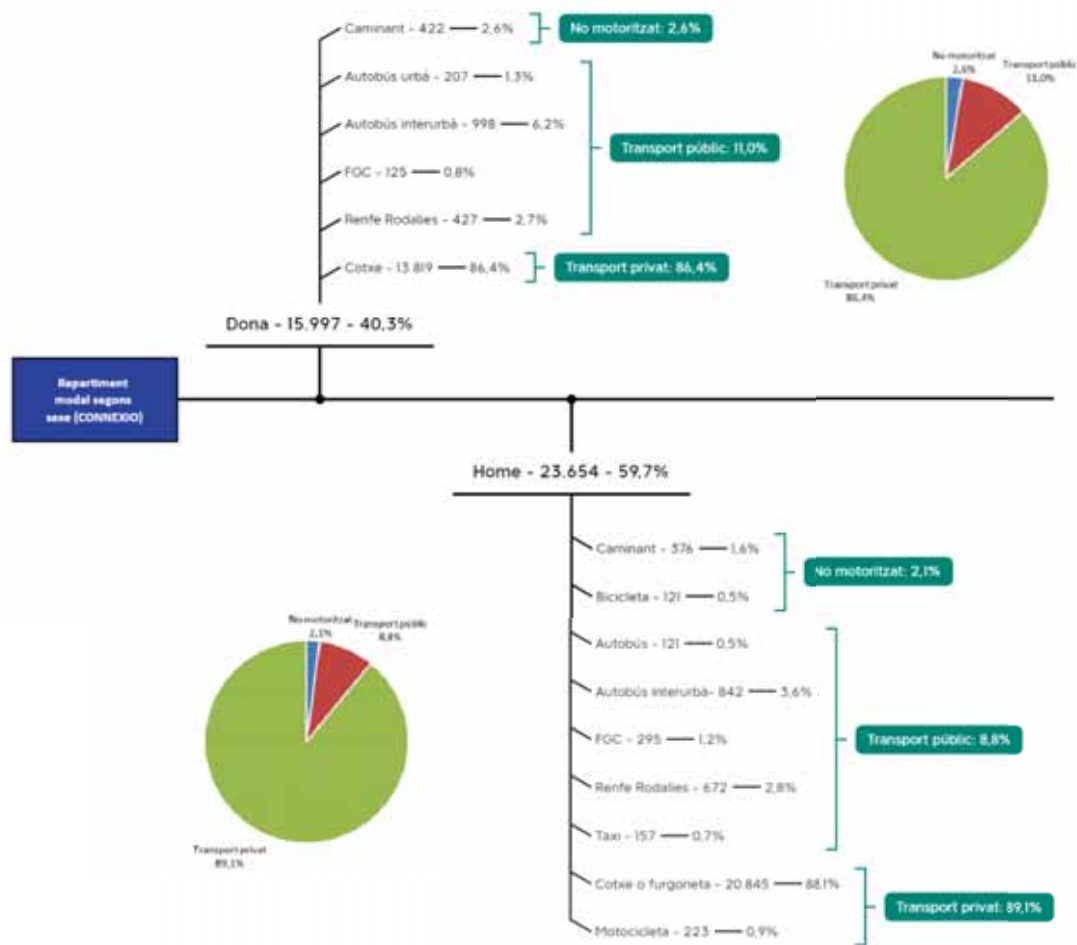 Caminant - 422 — 2,6%
No motoritzat: 2,6%
Autobús urbà - 207 — 1,3%
Autobús interurbà - 998 — 6,2%
Transport públic: 11,0%
FGC - 125 — 0,8%
Renfe Rodalies - 427 — 2,7%
Cotxe - 13.819 — 86,4%
Transport privat: 86,4%
No motoritzat
2,6%
Transport públic
11,0%
Transport privat
86,4%
Dona - 15.997 - 40,3%
Repartiment
modal segons
sexe (CONNEXIO)
Home - 23.654 - 59,7%
Caminant - 376 — 1,6%
No motoritzat: 2,1%
Bicicleta - 121 — 0,5%
Autobús - 121 — 0,5%
Autobús interurbà- 842 — 3,6%
FGC - 295 — 1,2%
Transport públic: 8,8%
Renfe Rodalies - 672 — 2,8%
Taxi - 157 — 0,7%
Cotxe o furgoneta - 20.845 — 88,1%
Transport privat: 89,1%
Motocicleta - 223 — 0,9%
No motoritzat
2,1%
Transport públic
8,8%
Transport privat
89,1%